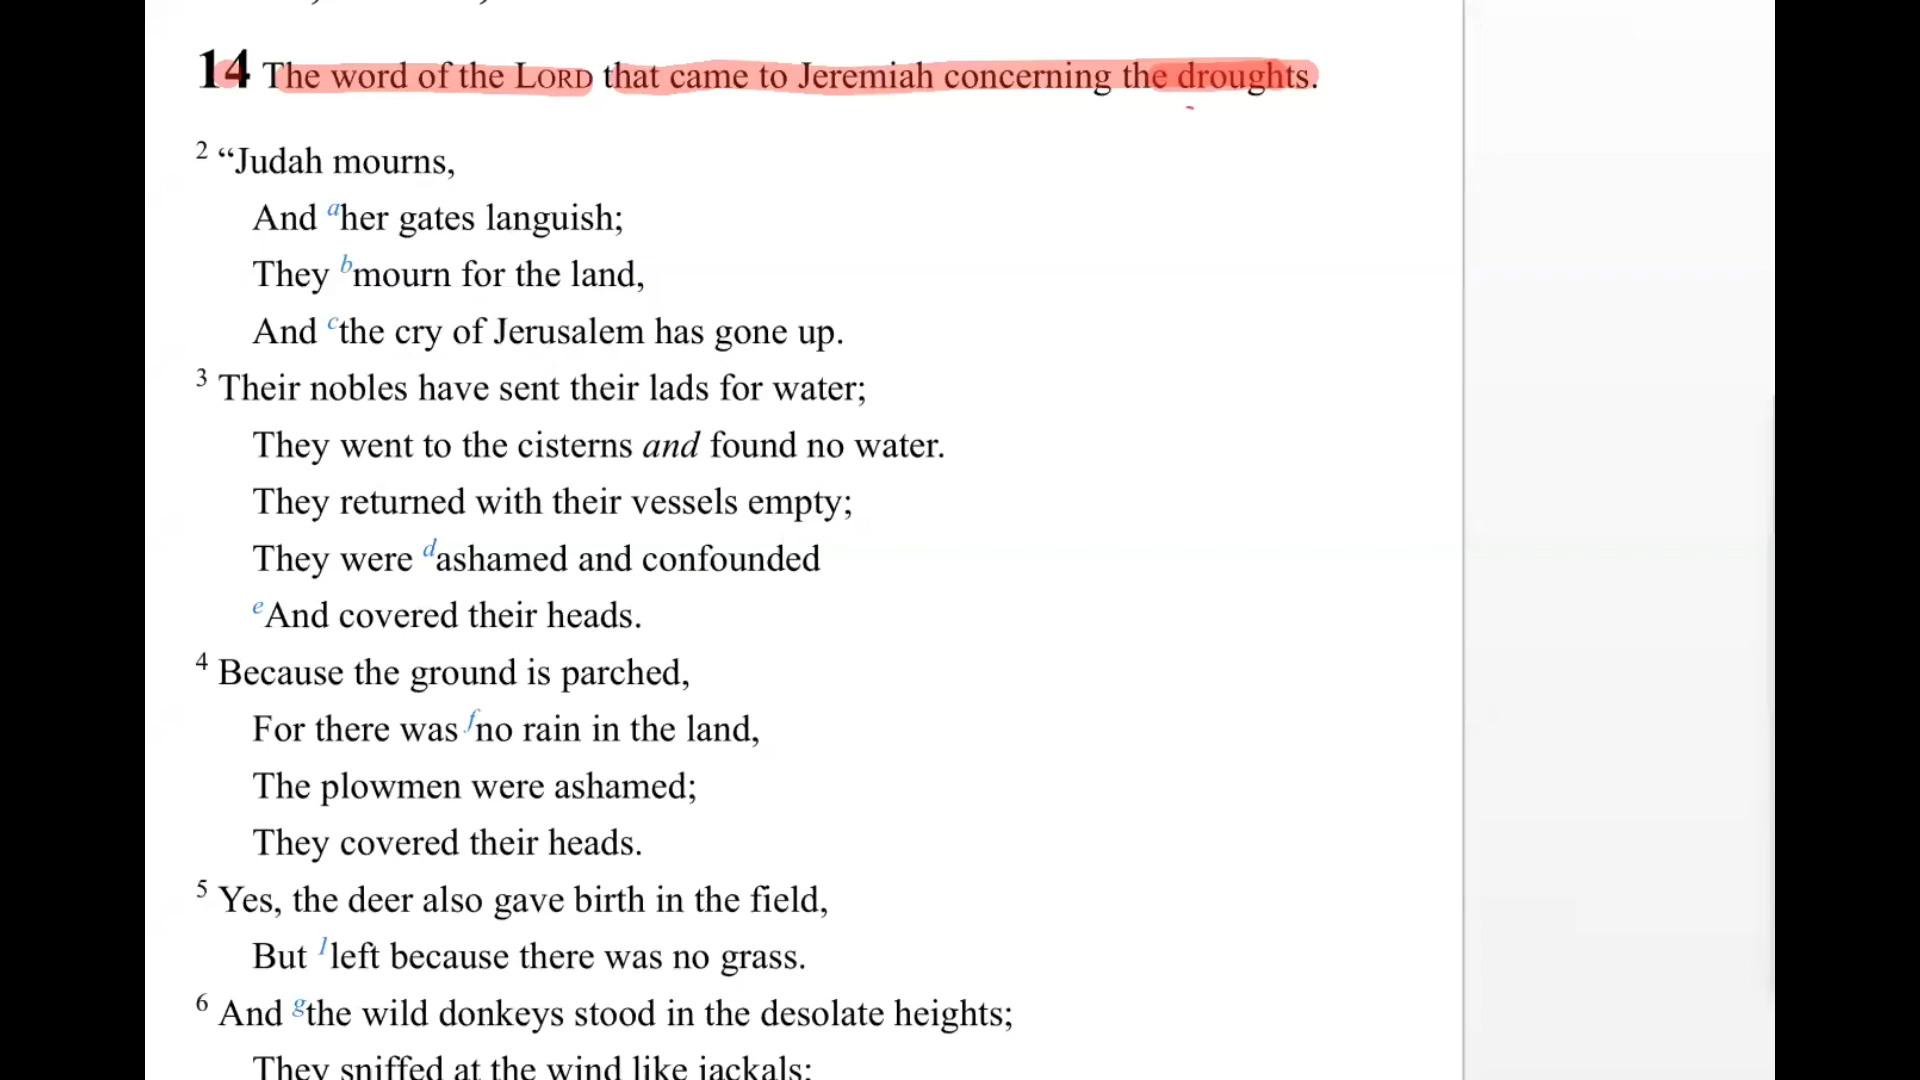 14 The word of the LORD that came to Jeremiah concerning the droughts.
2 “Judah mourns,
And aher gates languish;
They bmourn for the land,
And cthe cry of Jerusalem has gone up.
3 Their nobles have sent their lads for water;
They went to the cisterns and found no water.
They returned with their vessels empty;
They were dashamed and confounded
eAnd covered their heads.
4 Because the ground is parched,
For there was fno rain in the land,
The plowmen were ashamed;
They covered their heads.
5 Yes, the deer also gave birth in the field,
But 1left because there was no grass.
6 And gthe wild donkeys stood in the desolate heights;
They sniffed at the wind like jackals;